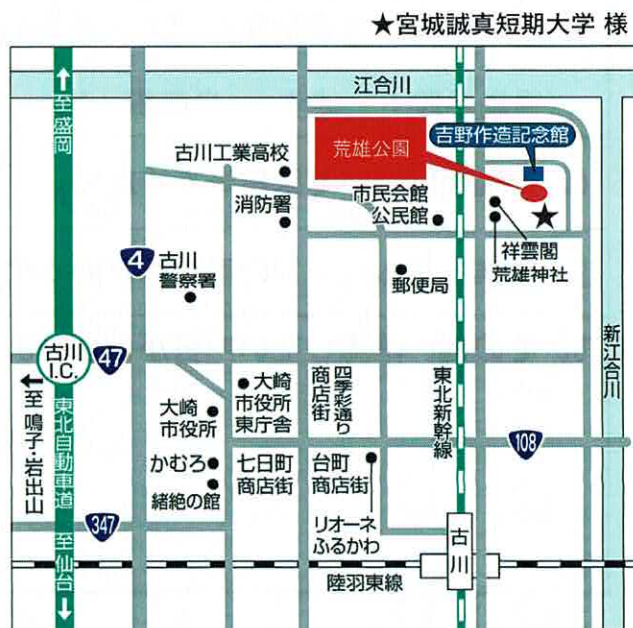 ★宮城誠真短期大学 様
江合川
至 盛岡
荒雄公園
吉野作造記念館
古川工業高校
市民会館
公民館
消防署
祥雲閣
荒雄神社
4
古川
警察署
郵便局
新江合川
古川
I.C.
47
至 鳴子・岩出山
東北自動車道
大崎
市役所
東庁舎
四季彩通り
商店街
東北新幹線
大崎
市役所
108
かむろ
七日町
商店街
台町
商店街
緒絶の館
347
リオーネ
ふるかわ
古川
至 仙台
陸羽東線